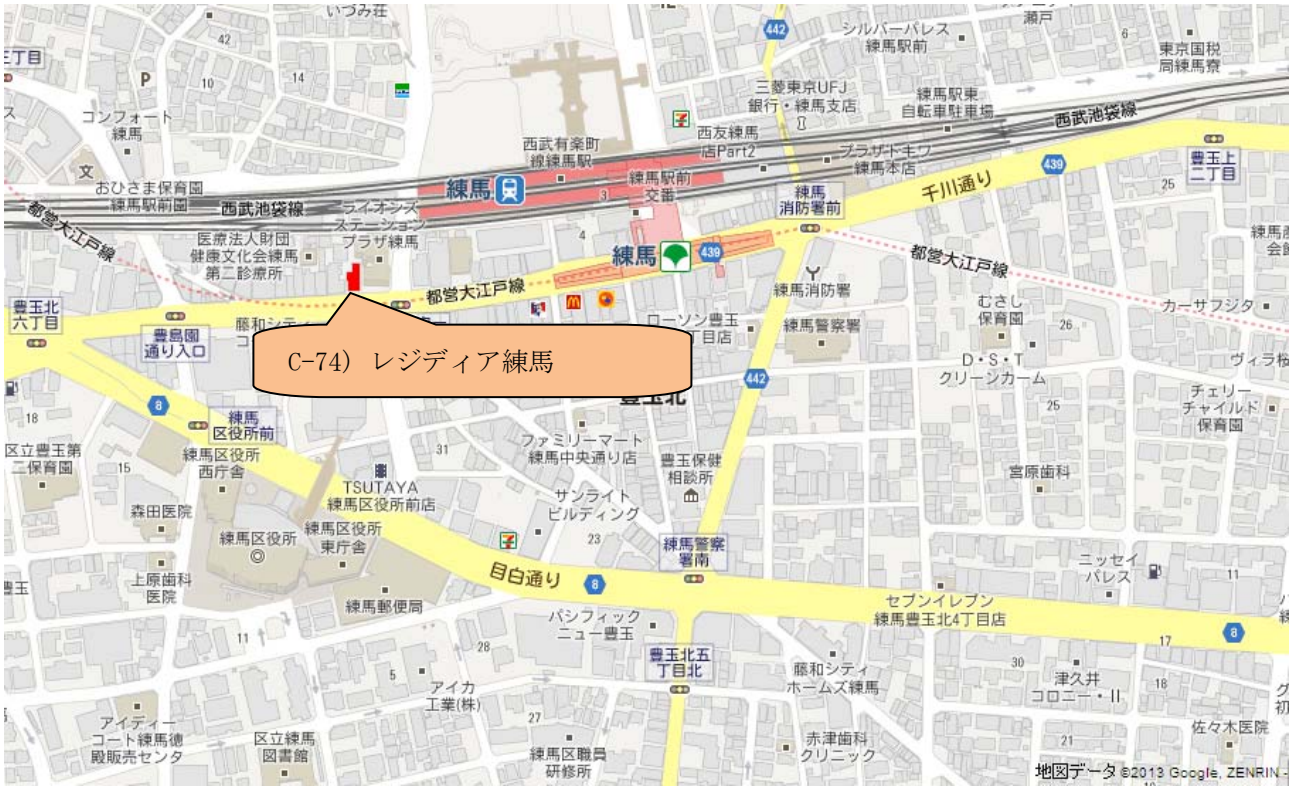 いづみ荘
42
14
10
P
三丁目
コンフォート
練馬
文
おひさま保育園
練馬駅前園
西武池袋線
都営大江戸線
ライオンズ
ステーション
プラザ練馬
医療法人財団
健康文化会練馬
第二診療所
西武有楽町
線練馬駅
練馬
3
4
練馬駅前
交番
西友練馬
店Part2
三菱東京UFJ
銀行・練馬支店
442
シルバーパレス
練馬駅前
瀬戸
6
東京国税
局練馬寮
練馬駅東
自転車駐車場
プラザトキワ
練馬本店
西武池袋線
439
千川通り
豊玉上
二丁目
25
練馬
消防署前
練馬
439
都営大江戸線
都営大江戸線
練馬消防署
練馬警察署
むさし
保育園
26
カーサフジタ
D・S・T
クリーンカーム
ヴィラ桜
チェリー
チャイルド
保育園
25
ローソン豊玉
丁目店
442
豊玉北
六丁目
豊島園
通り入口
藤和シティ
C-74) レジディア練馬
豊玉北
18
8
練馬
区役所前
区立豊玉第
二保育園
15
練馬区役所
西庁舎
31
TSUTAYA
練馬区役所前店
ファミリーマート
練馬中央通り店
豊玉保健
相談所
サンライト
ビルディング
23
宮原歯科
森田医院
練馬区役所
練馬区役所
東庁舎
練馬警察
署南
上原歯科
医院
練馬郵便局
目白通り
8
ニッセイ
パレス
11
セブンイレブン
練馬豊玉北4丁目店
8
17
豊玉
11
パシフィック
ニュー豊玉
28
豊玉北五
丁目北
5
アイカ
工業(株)
藤和シティ
ホームズ練馬
30
津久井
コロニー・II
18
アイディー
コート練馬徳
殿販売センタ
区立練馬
図書館
27
練馬区職員
研修所
赤津歯科
クリニック
21
佐々木医院
地図データ ©2013 Google, ZENRIN -